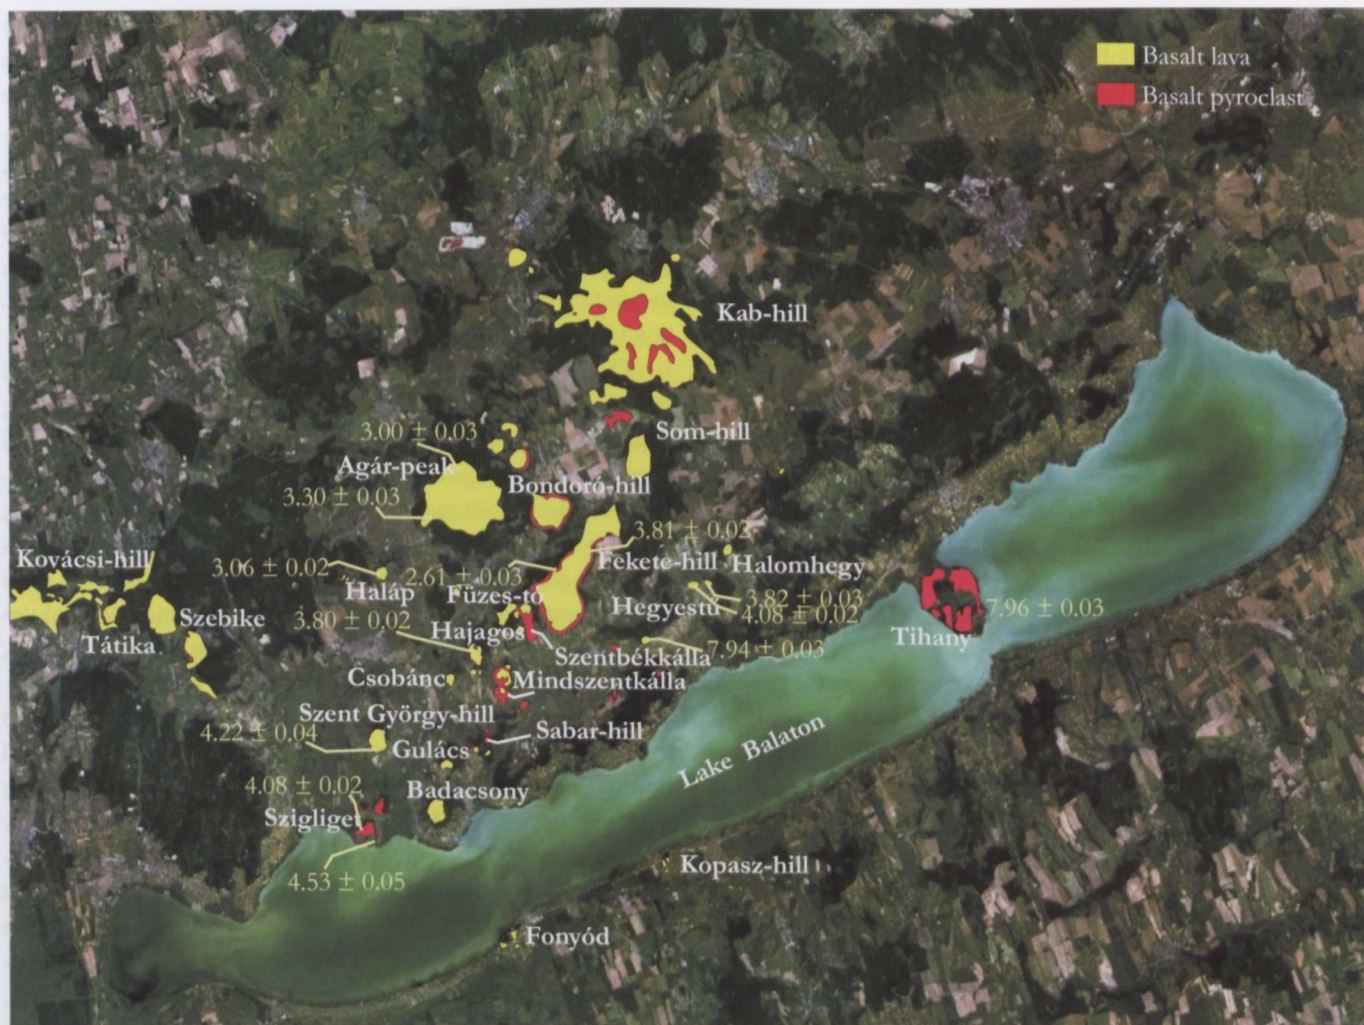 Basalt lava
Basalt pyroclast
Kab-hill
3.00 ± 0.03
Som-hill
Agár-peak
Bondoró-hill
3.30 ± 0.03
3.81 ± 0.02
Kovácsi-hill
Fekete-hill
Halomhegy
3.06 ± 0.02
2.61 ± 0.03
Haláp
Füzes-tó
3.82 ± 0.03
Hegyestű
4.08 ± 0.02
7.96 ± 0.03
Szebike
3.80 ± 0.02
Hajagos
Tihany
Tátika
7.94 ± 0.03
Szentbékkálla
Csobánc
Mindszentkálla
Szent György-hill
4.22 ± 0.04
Sabar-hill
Gulács
Lake Balaton
4.08 ± 0.02
Badacsony
Szigliget
Kopasz-hill
4.53 ± 0.05
Fonyód